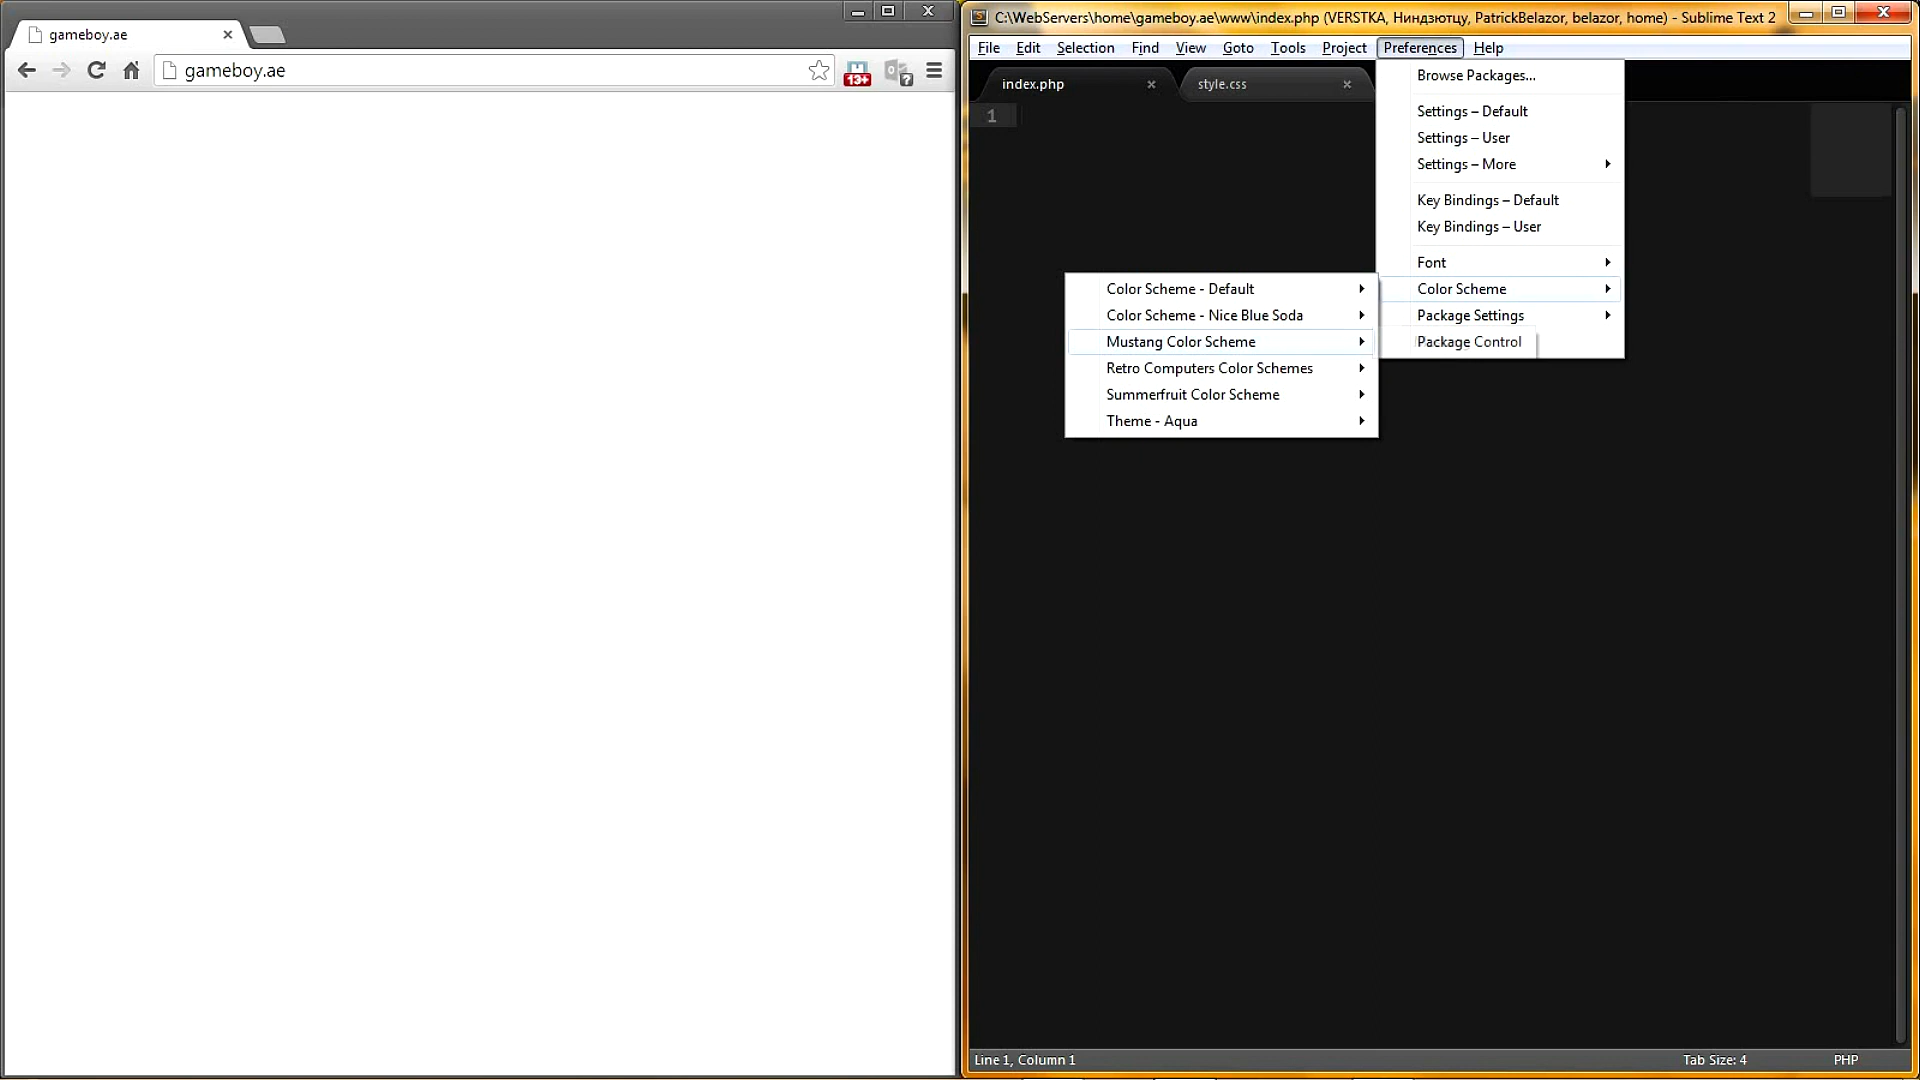 gameboy.ae
gameboy.ae
13+
?
C:\WebServers\home\gameboy.ae\www\index.php (VERSTKA, Ниндзютцу, PatrickBelazor, belazor, home) - Sublime Text 2
File Edit Selection Find View Goto Tools Project Preferences Help
index.php
style.css
1
Browse Packages...
Settings – Default
Settings – User
Settings – More
Key Bindings – Default
Key Bindings – User
Font
Color Scheme
Package Settings
Package Control
Color Scheme - Default
Color Scheme - Nice Blue Soda
Mustang Color Scheme
Retro Computers Color Schemes
Summerfruit Color Scheme
Theme - Aqua
Line 1, Column 1
Tab Size: 4
PHP